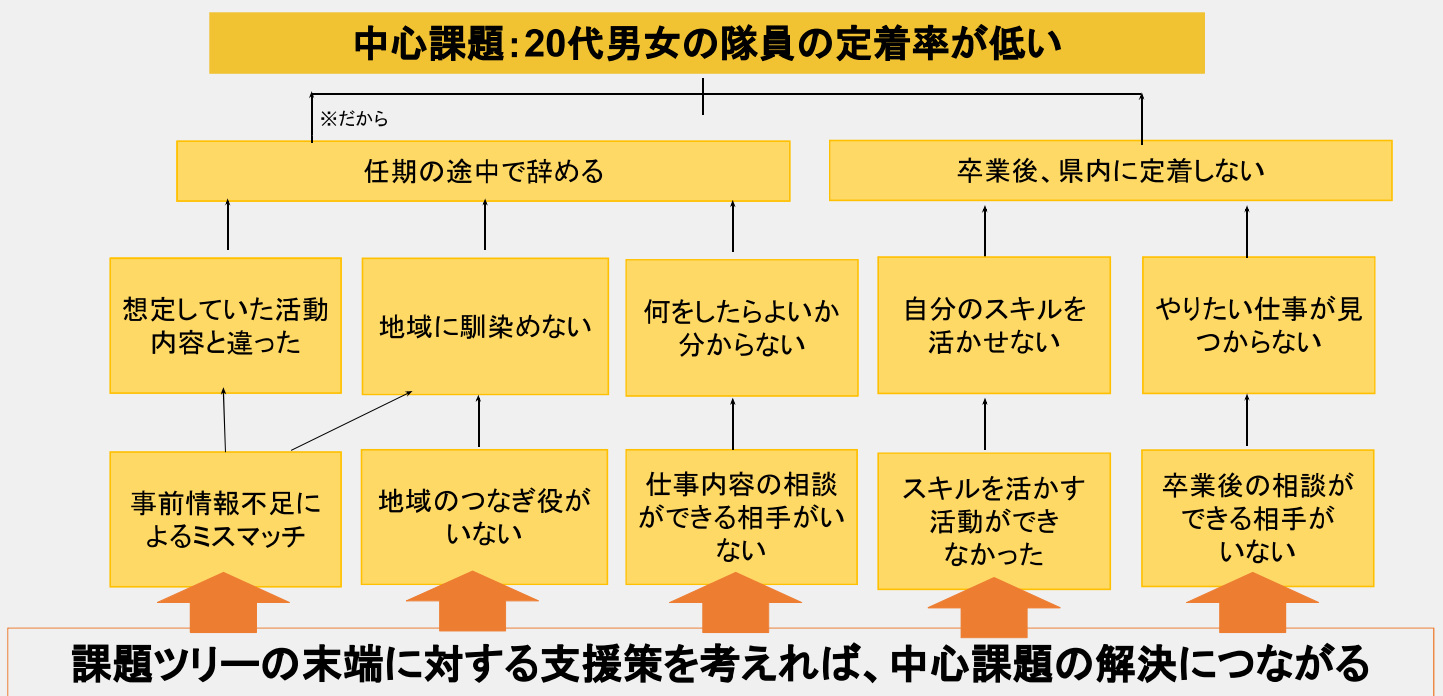 中心課題：20代男女の隊員の定着率が低い
※だから
任期の途中で辞める
卒業後、県内に定着しない
想定していた活動
内容と違った
地域に馴染めない
何をしたらよいか
分からない
自分のスキルを
活かせない
やりたい仕事が見
つからない
事前情報不足に
よるミスマッチ
地域のつなぎ役が
いない
仕事内容の相談
ができる相手がい
ない
スキルを活かす
活動ができ
なかった
卒業後の相談が
できる相手が
いない
課題ツリーの末端に対する支援策を考えれば、中心課題の解決につながる